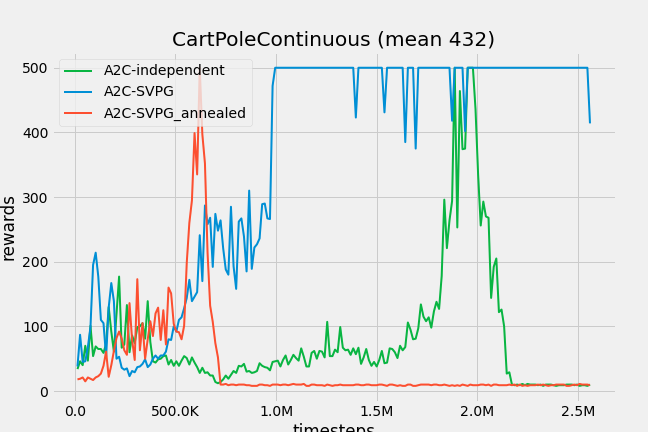 CartPoleContinuous (mean 432)
A2C-independent
A2C-SVPG
A2C-SVPG_annealed
500
400
300
200
100
0
rewards
0.0 500.0K 1.0M 1.5M 2.0M 2.5M
timesteps